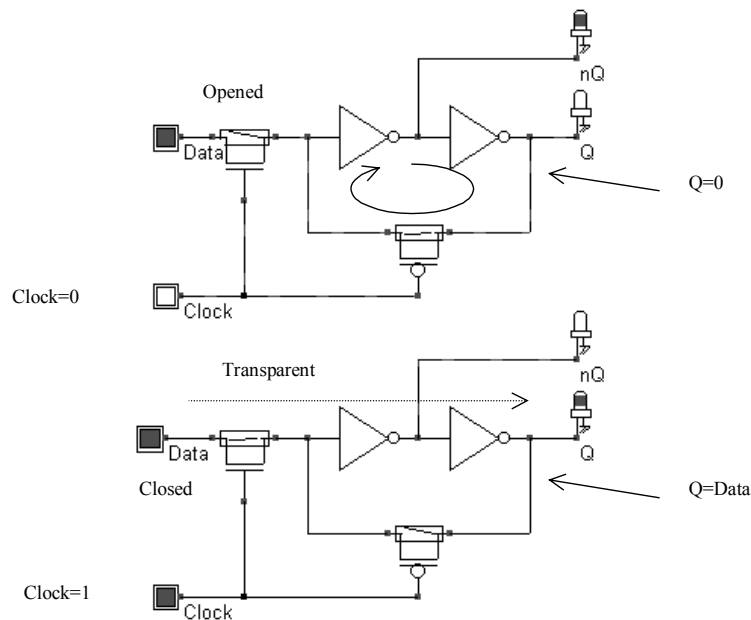 nQ
Opened
Data
Q
Q=0
Clock=0
Clock
nQ
Transparent
Data
Q
Closed
Q=Data
Clock=1
Clock